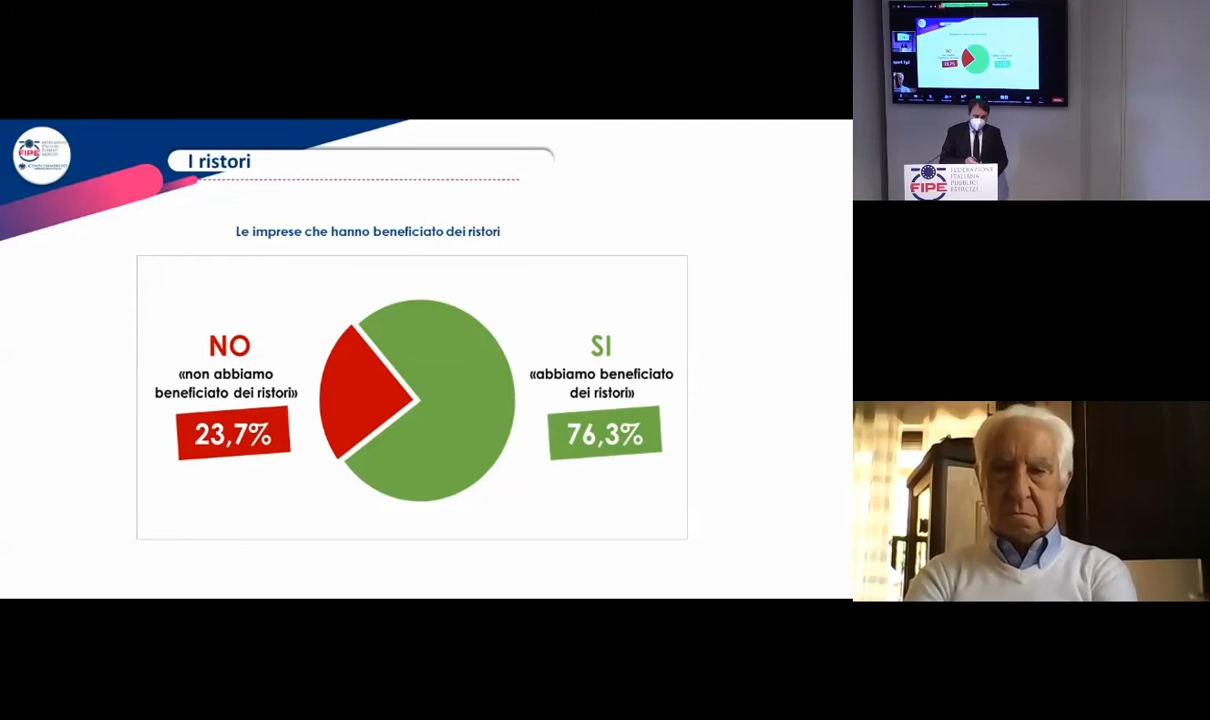 I ristori
FIPE
Le imprese che hanno beneficiato dei ristori
NO
«non abbiamo
beneficiato dei ristori»
23,7%
SI
«abbiamo beneficiato
dei ristori»
76,3%
FIPE
FEDERAZIONE
ITALIANA
PUBBLICI
ESERCIZI